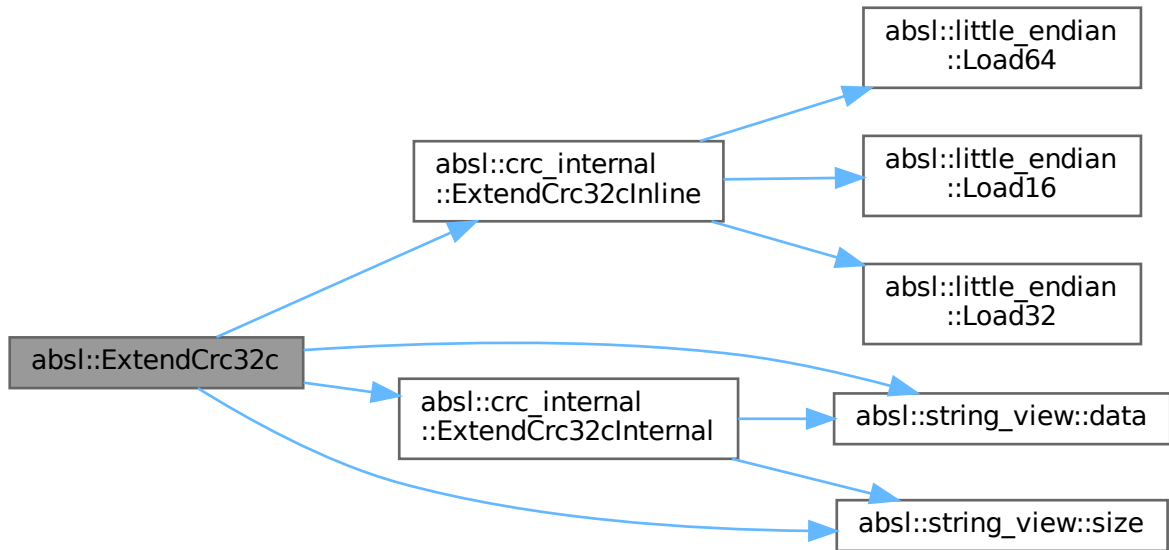 absl::little_endian
::Load64
absl::crc_internal
::ExtendCrc32cInline
absl::little_endian
::Load16
absl::little_endian
::Load32
absl::ExtendCrc32c
absl::crc_internal
::ExtendCrc32cInternal
absl::string_view::data
absl::string_view::size